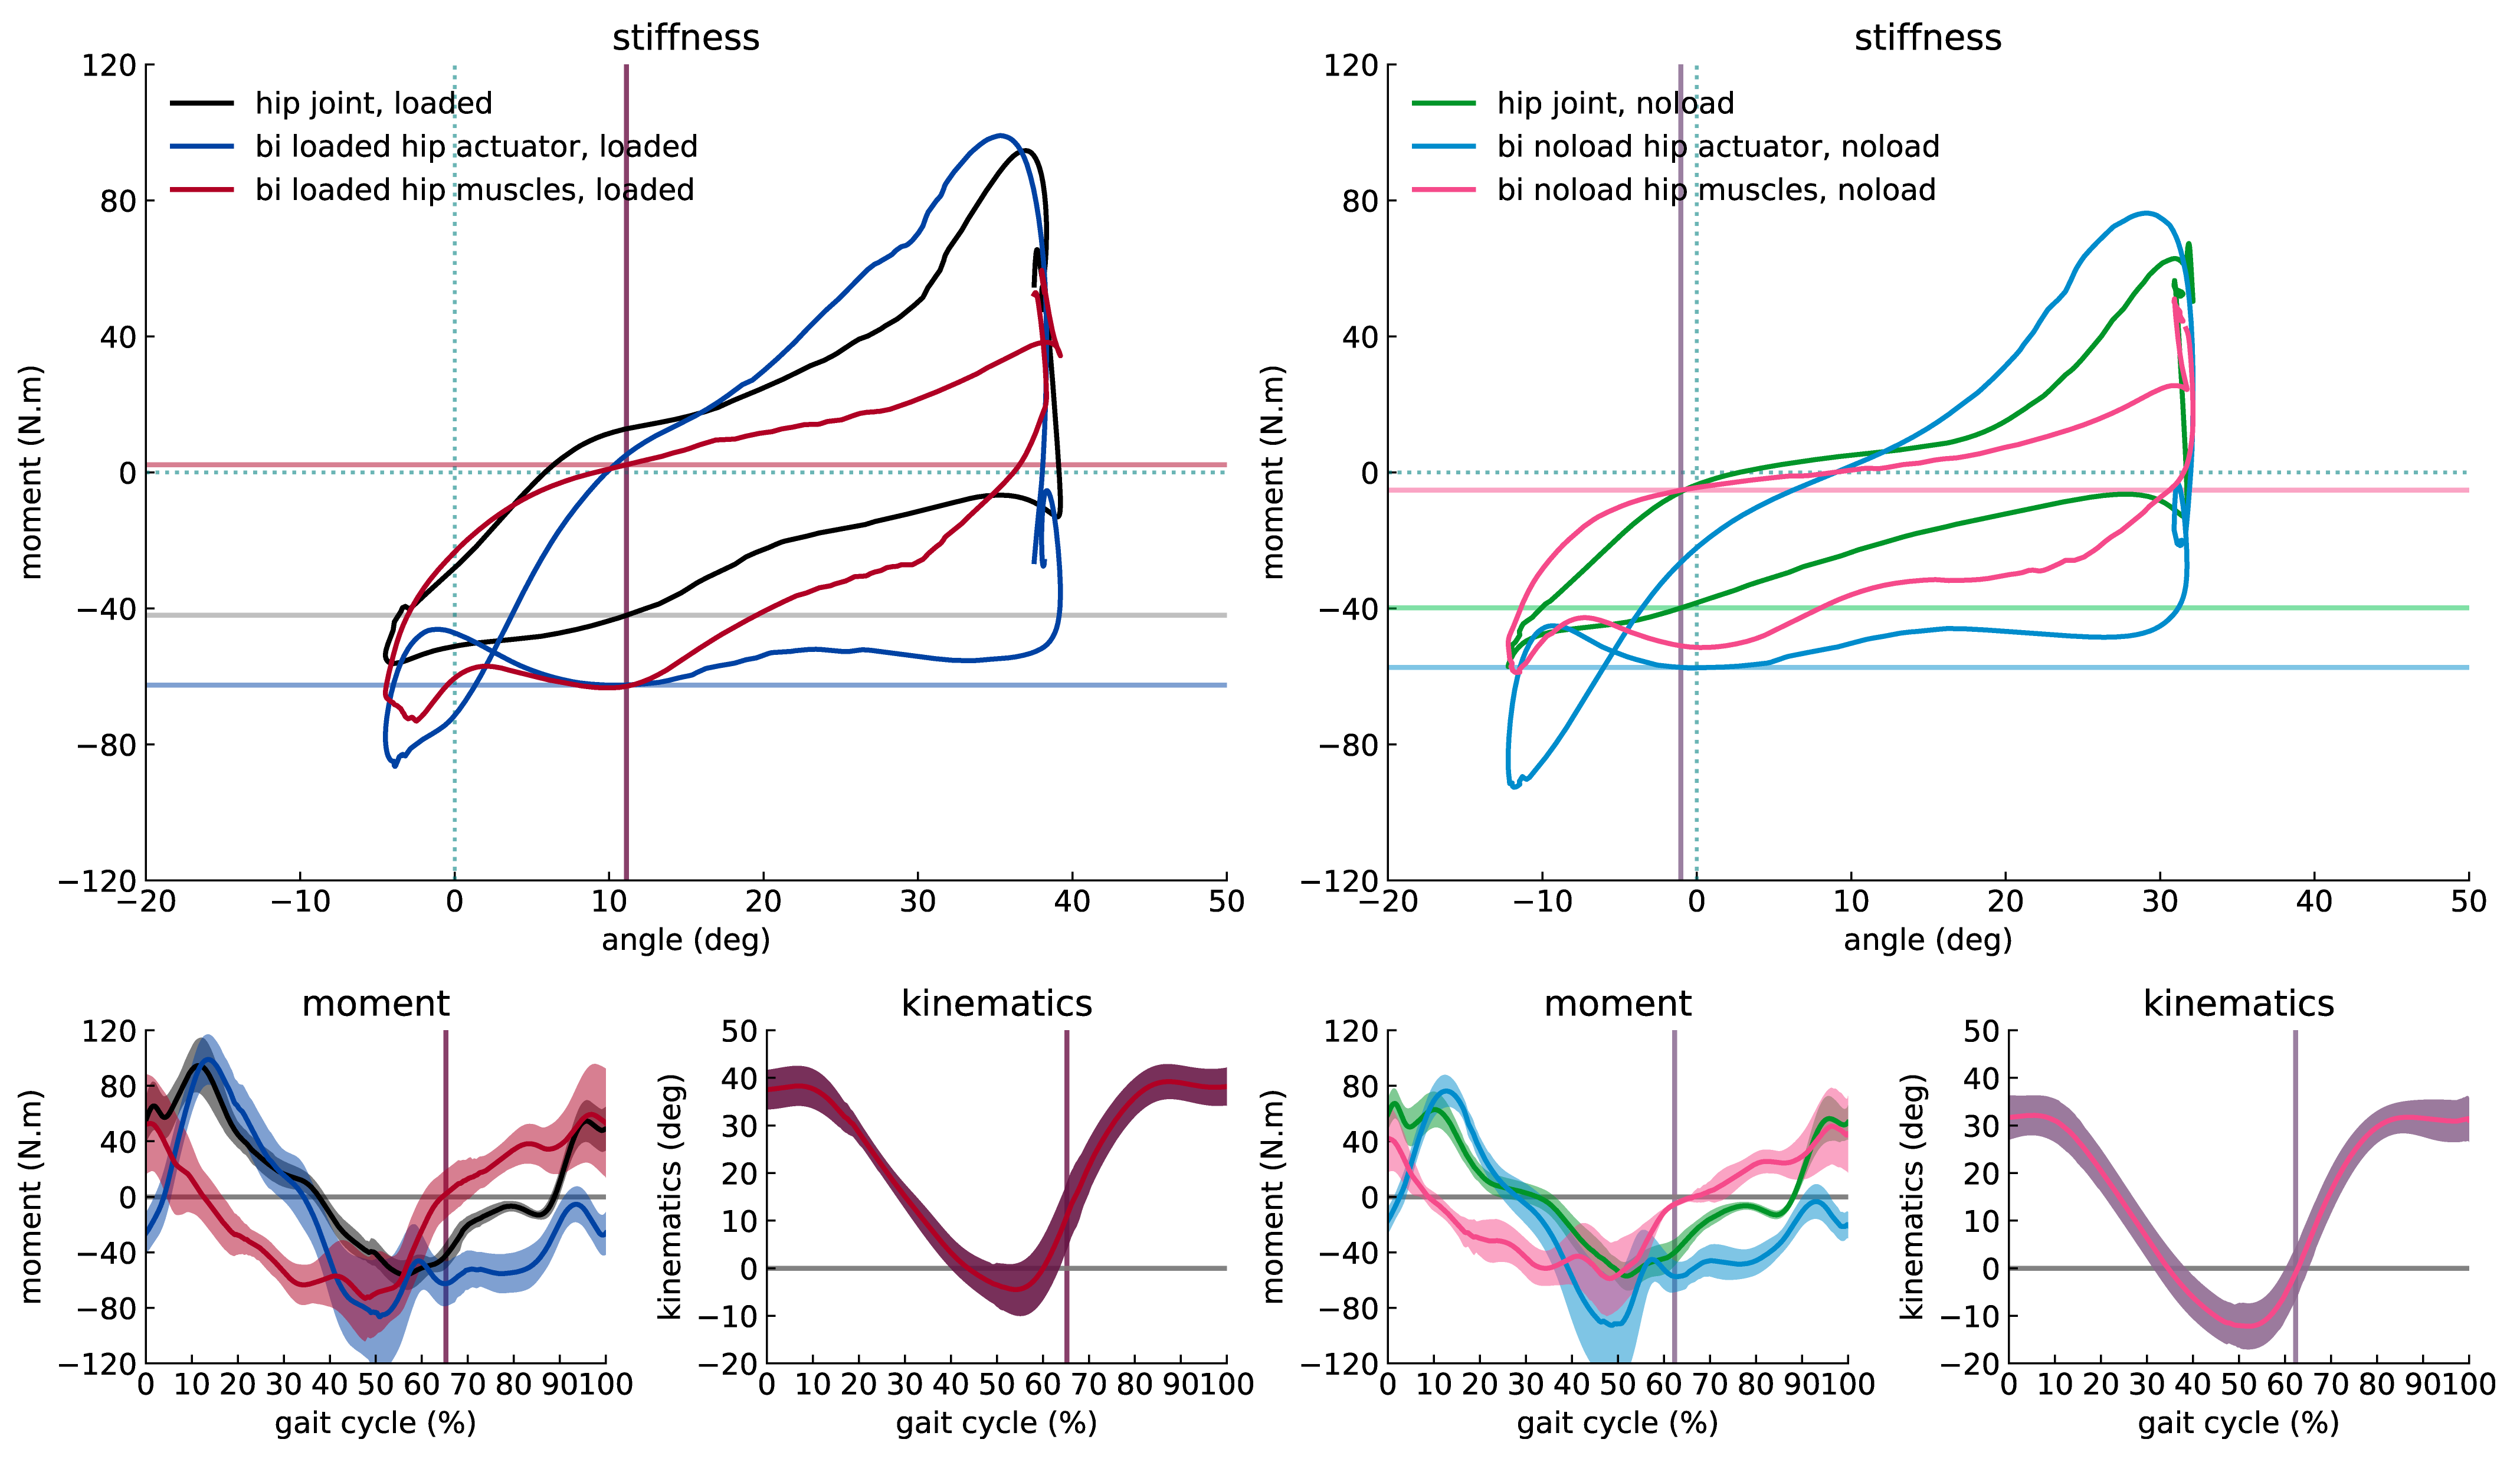 stiffness
120
80
40
0
−40
−80
−120
moment (N.m)
hip joint, loaded
bi loaded hip actuator, loaded
bi loaded hip muscles, loaded
−20 −10 0 10 20 30 40 50
angle (deg)
stiffness
120
80
40
0
−40
−80
−120
moment (N.m)
hip joint, noload
bi noload hip actuator, noload
bi noload hip muscles, noload
−20 −10 0 10 20 30 40 50
angle (deg)
moment
120
80
40
0
−40
−80
−120
moment (N.m)
0 10 20 30 40 50 60 70 80 90100
gait cycle (%)
kinematics
50
40
30
20
10
0
−10
−20
kinematics (deg)
0 10 20 30 40 50 60 70 80 90100
gait cycle (%)
moment
120
80
40
0
−40
−80
−120
moment (N.m)
0 10 20 30 40 50 60 70 80 90100
gait cycle (%)
kinematics
50
40
30
20
10
0
−10
−20
kinematics (deg)
0 10 20 30 40 50 60 70 80 90100
gait cycle (%)